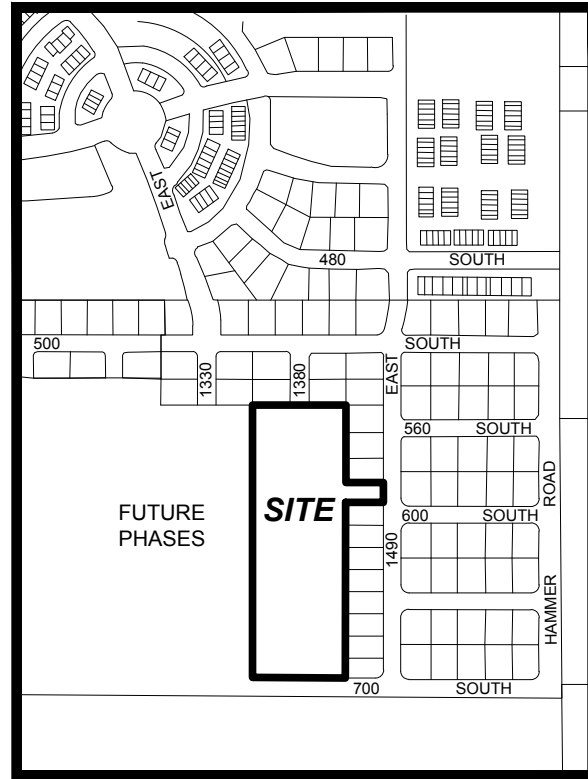 EAST
480 SOUTH
500 SOUTH
1330
1380
EAST
560 SOUTH
ROAD
FUTURE
PHASES
SITE
600 SOUTH
1490
HAMMER
700 SOUTH